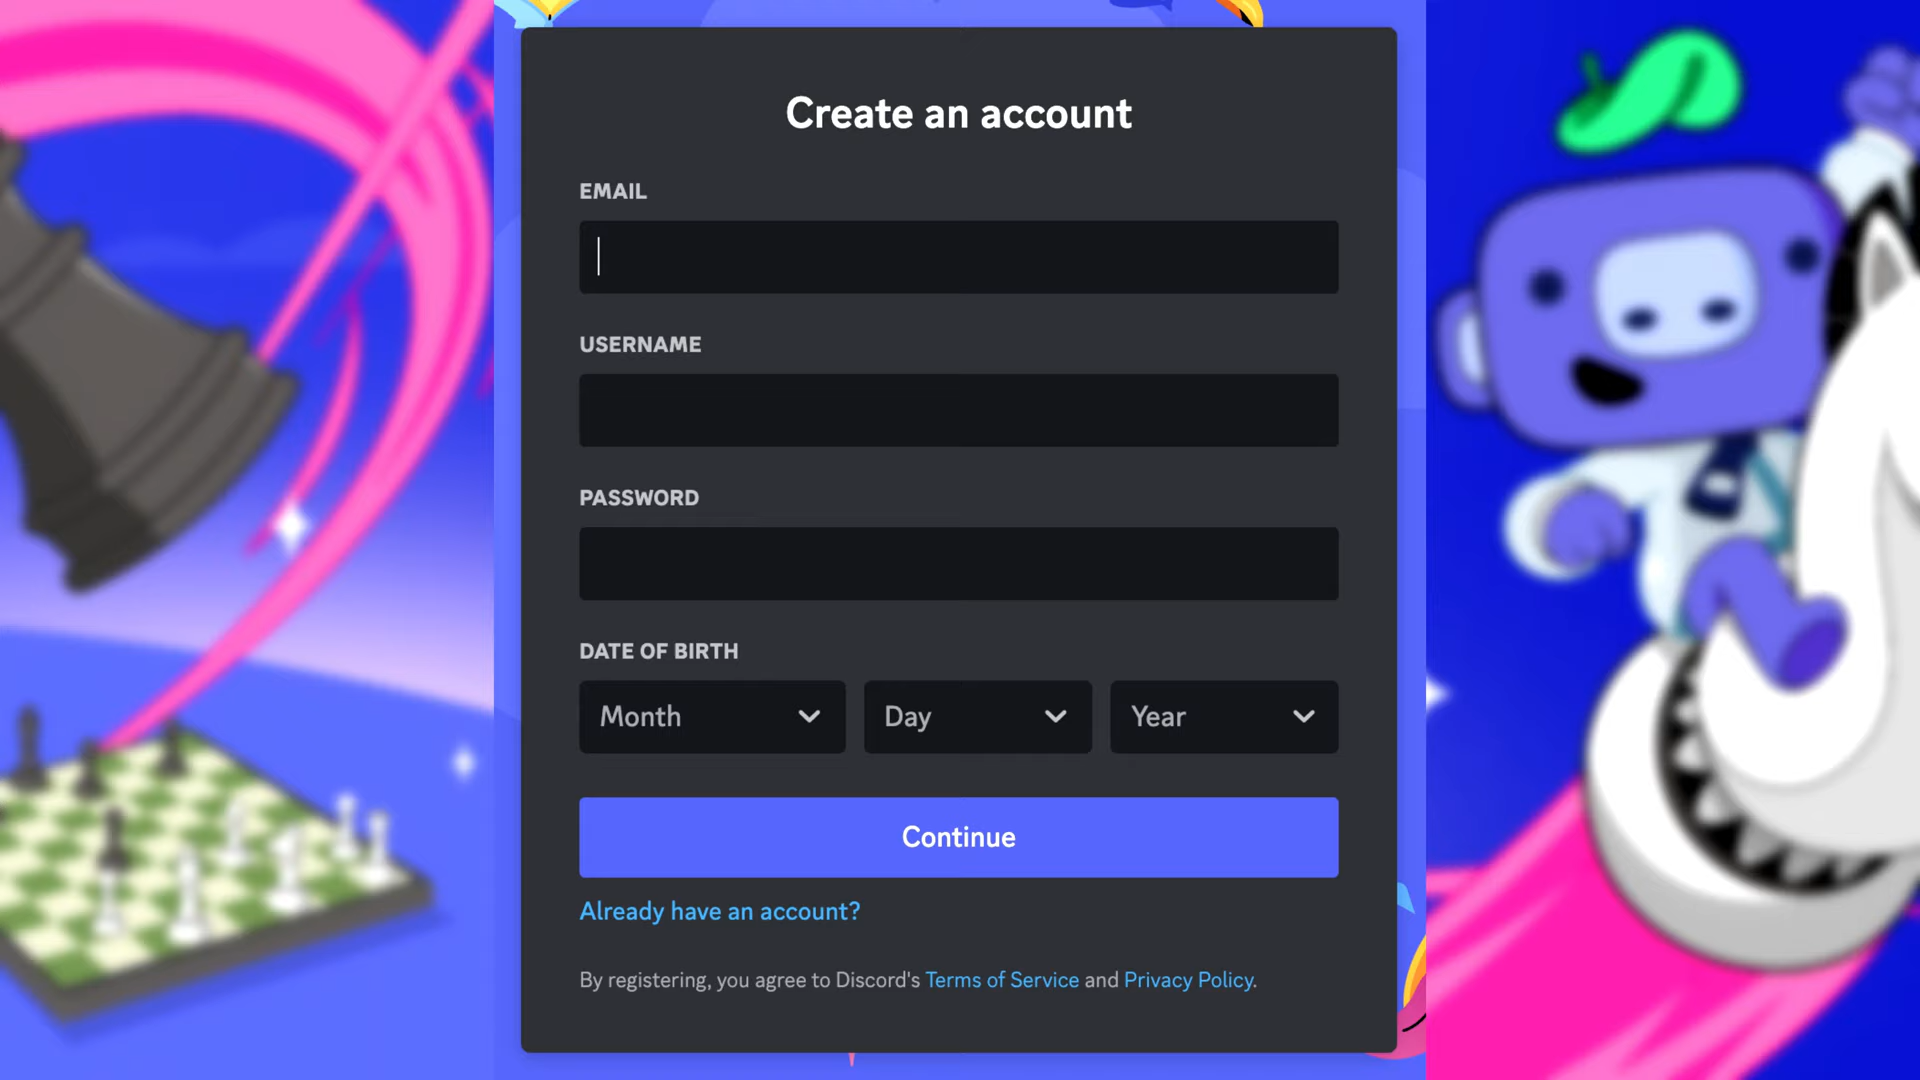 Create an account
EMAIL
USERNAME
PASSWORD
DATE OF BIRTH
Month Day Year
Continue
Already have an account?
By registering, you agree to Discord's Terms of Service and Privacy Policy.